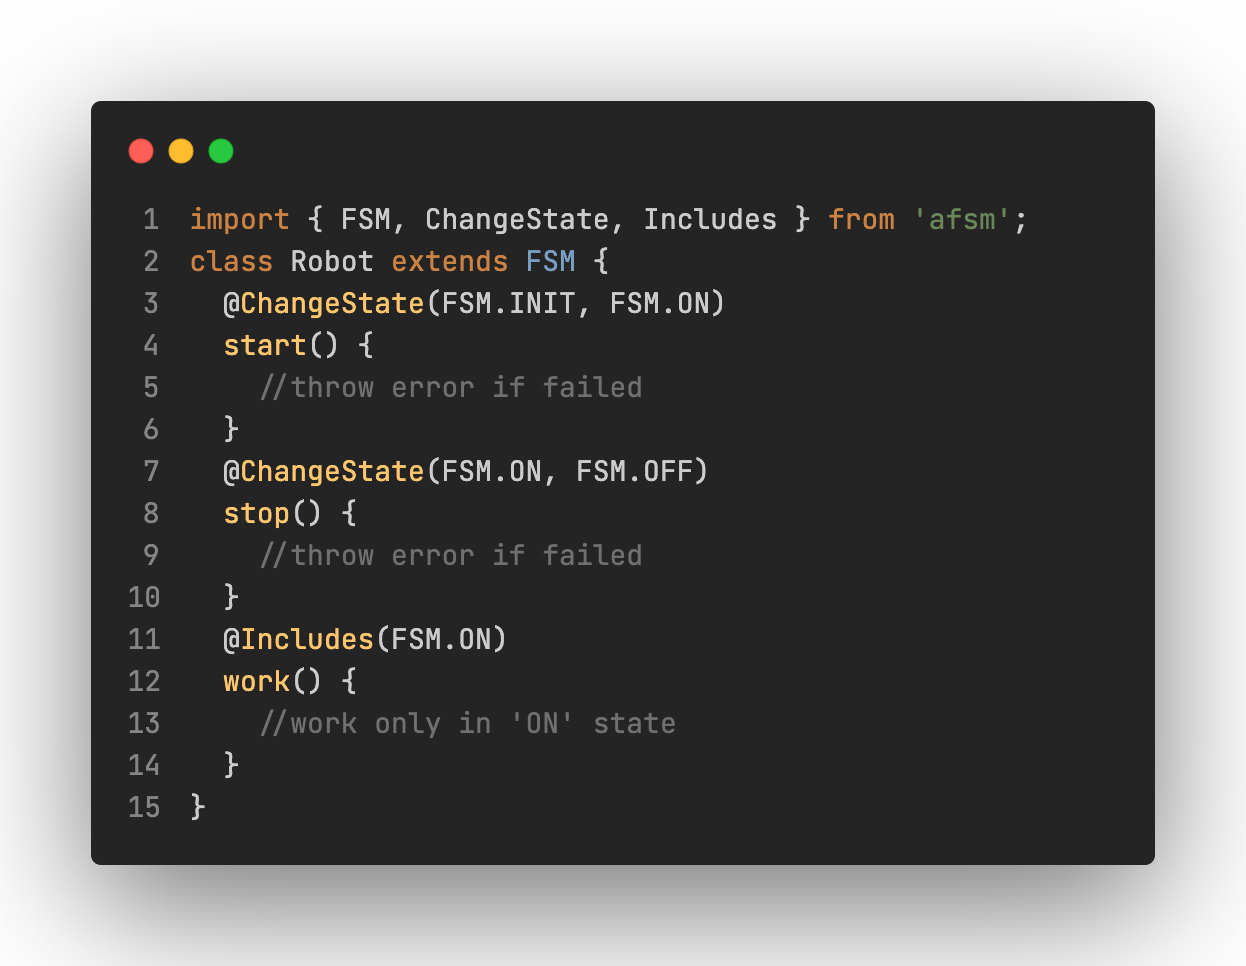 1 import { FSM, ChangeState, Includes } from 'afsm';
2 class Robot extends FSM {
3   @ChangeState(FSM.INIT, FSM.ON)
4   start() {
5     //throw error if failed
6   }
7   @ChangeState(FSM.ON, FSM.OFF)
8   stop() {
9     //throw error if failed
10   }
11   @Includes(FSM.ON)
12   work() {
13     //work only in 'ON' state
14   }
15 }